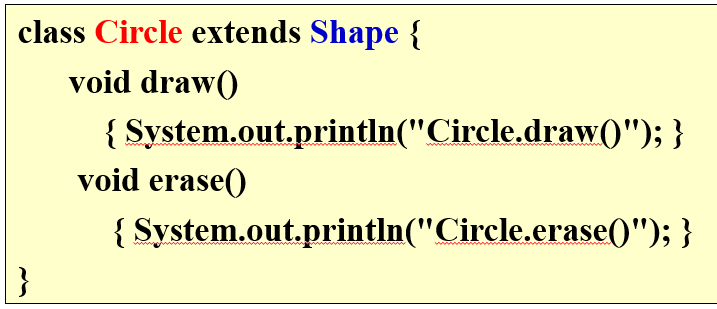 class Circle extends Shape {
void draw()
{ System.out.println("Circle.draw()"); }
void erase()
{ System.out.println("Circle.erase()"); }
}